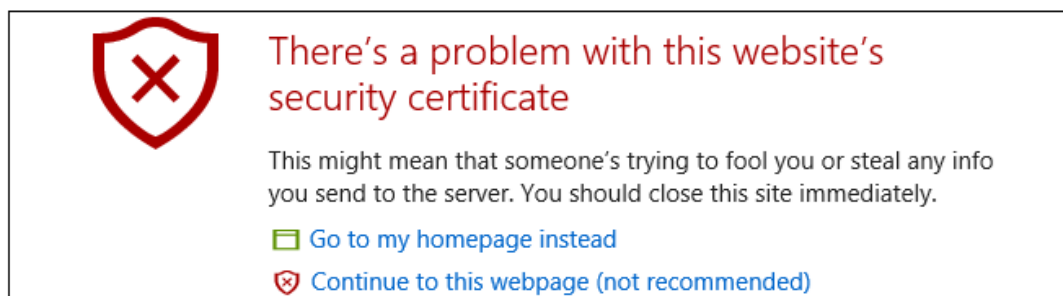 There’s a problem with this website’s
security certificate
This might mean that someone’s trying to fool you or steal any info
you send to the server. You should close this site immediately.
Go to my homepage instead
Continue to this webpage (not recommended)